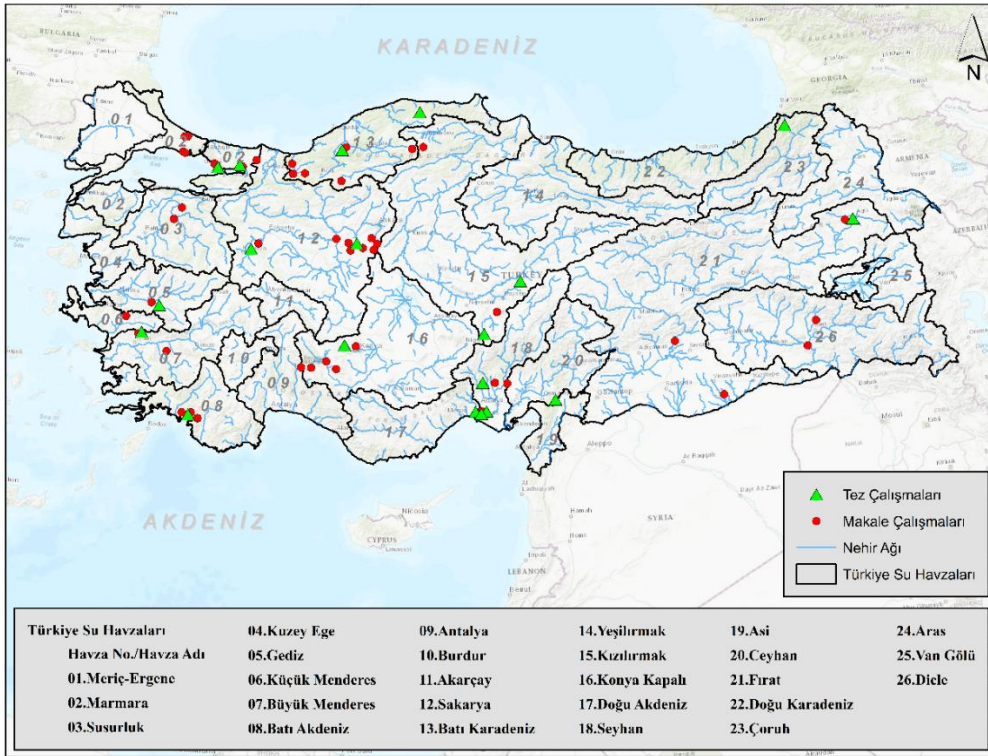 BULGARIA
KARADENİZ
GEORGIA
N
ARMENIA
01
02
02
13
23
22
24
02
03
14
12
04
15
TURKEY
21
25
05
11
06
16
26
10
18
07
20
09
08
17
19
Aleppo
AKDENİZ
SYRIA
CYPRUS
LEBANON
Beirut
Tez Çalışmaları
Makale Çalışmaları
Nehir Ağı
Türkiye Su Havzaları
Türkiye Su Havzaları
Havza No./Havza Adı
01.Meriç-Ergene
02.Marmara
03.Susurluk
04.Kuzey Ege
05.Gediz
06.Küçük Menderes
07.Büyük Menderes
08.Batı Akdeniz
09.Antalya
10.Burdur
11.Akarçay
12.Sakarya
13.Batı Karadeniz
14.Yeşilırmak
15.Kızılırmak
16.Konya Kapalı
17.Doğu Akdeniz
18.Seyhan
19.Asi
20.Ceyhan
21.Fırat
22.Doğu Karadeniz
23.Çoruh
24.Aras
25.Van Gölü
26.Dicle